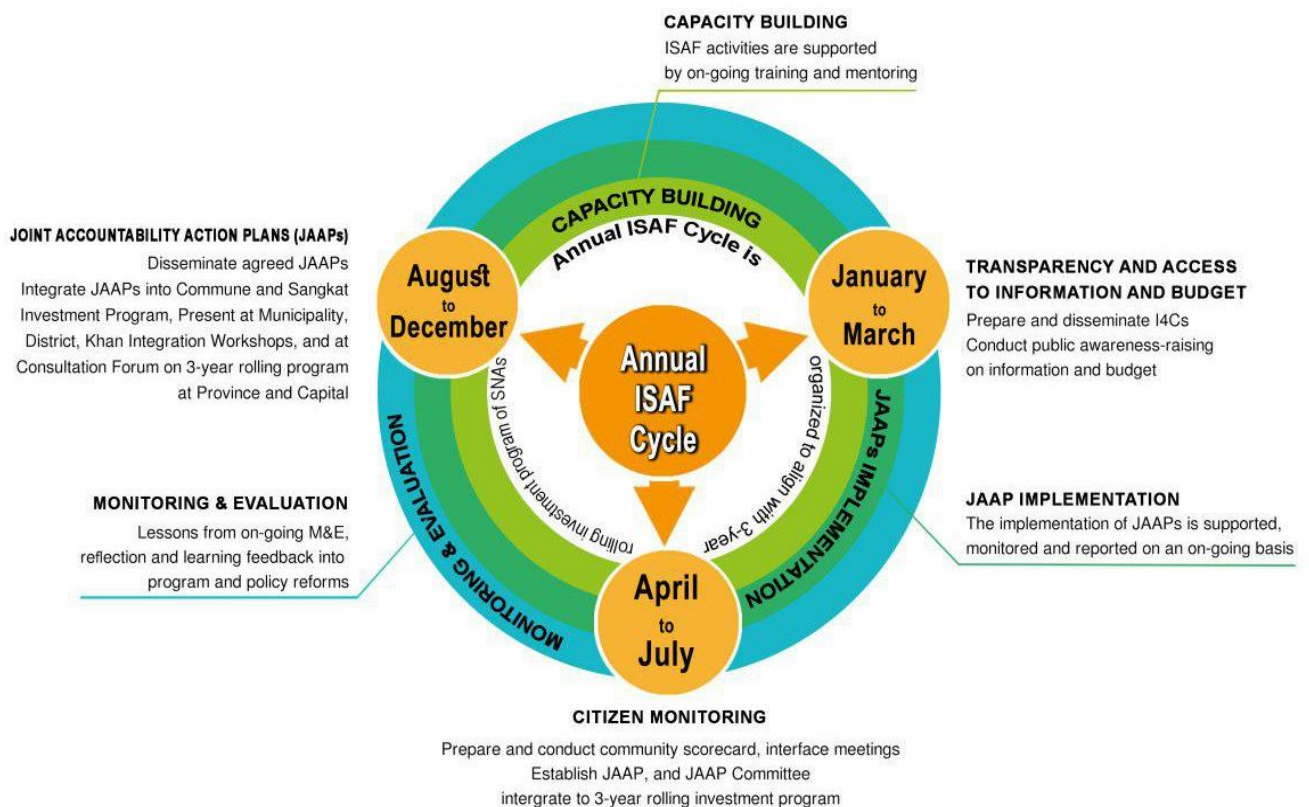 CAPACITY BUILDING
ISAF activities are supported
by on-going training and mentoring
JOINT ACCOUNTABILITY ACTION PLANS (JAAPs)
Disseminate agreed JAAPs
Integrate JAAPs into Commune and Sangkat
Investment Program, Present at Municipality,
District, Khan Integration Workshops, and at
Consultation Forum on 3-year rolling program
at Province and Capital
MONITORING & EVALUATION
Lessons from on-going M&E,
reflection and learning feedback into
program and policy reforms
CAPACITY BUILDING
Annual ISAF Cycle is
organized to align with 3-year
rolling investment program of SNAs
August
to
December
January
to
March
Annual
ISAF
Cycle
MONITORING & EVALUATION
JAAPs IMPLEMENTATION
April
to
July
TRANSPARENCY AND ACCESS
TO INFORMATION AND BUDGET
Prepare and disseminate I4Cs
Conduct public awareness-raising
on information and budget
JAAP IMPLEMENTATION
The implementation of JAAPs is supported,
monitored and reported on an on-going basis
CITIZEN MONITORING
Prepare and conduct community scorecard, interface meetings
Establish JAAP, and JAAP Committee
intergrate to 3-year rolling investment program